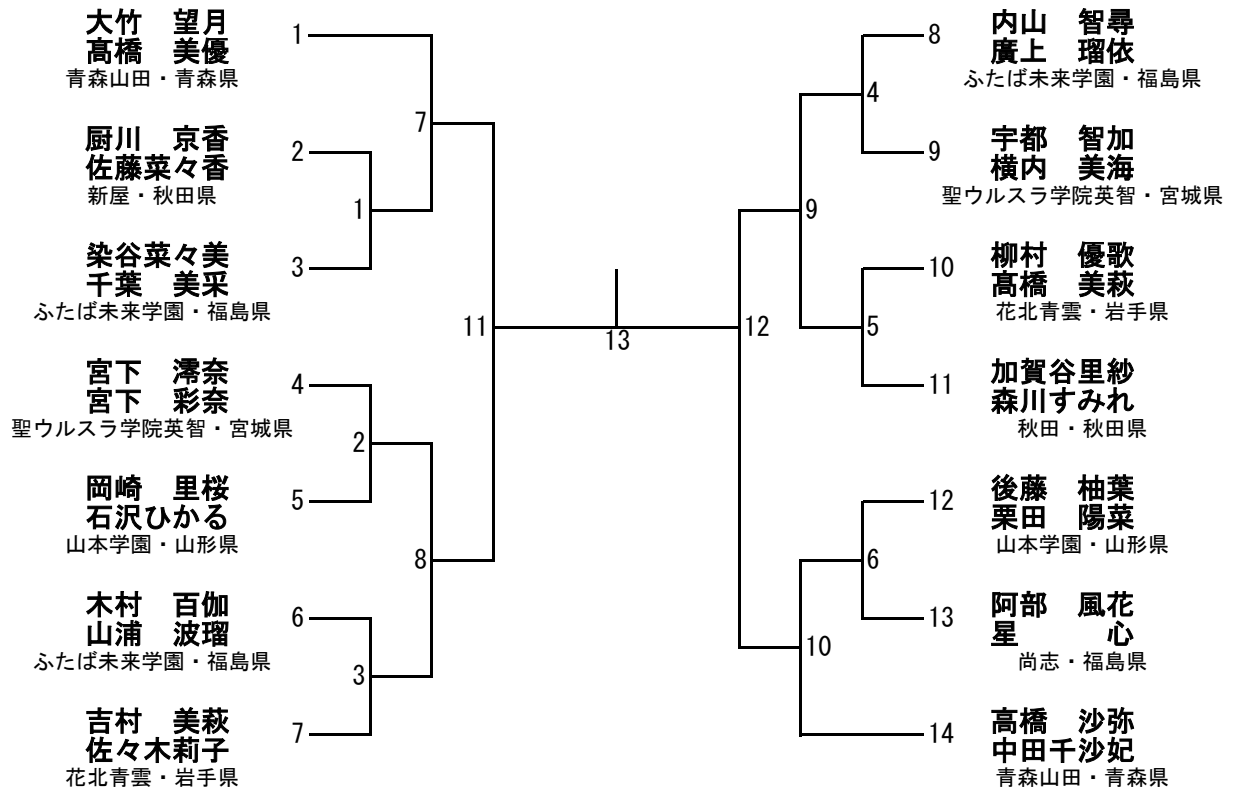 大竹　望月
髙橋　美優
青森山田・青森県
1
厨川　京香
佐藤菜々香
新屋・秋田県
2
染谷菜々美
千葉　美采
ふたば未来学園・福島県
3
宮下　澪奈
宮下　彩奈
聖ウルスラ学院英智・宮城県
4
岡崎　里桜
石沢ひかる
山本学園・山形県
5
木村　百伽
山浦　波瑠
ふたば未来学園・福島県
6
吉村　美萩
佐々木莉子
花北青雲・岩手県
7
1
2
3
7
8
11
13
12
9
10
4
5
6
8
内山　智尋
廣上　瑠依
ふたば未来学園・福島県
9
宇都　智加
横内　美海
聖ウルスラ学院英智・宮城県
10
柳村　優歌
髙橋　美萩
花北青雲・岩手県
11
加賀谷里紗
森川すみれ
秋田・秋田県
12
後藤　柚葉
栗田　陽菜
山本学園・山形県
13
阿部　風花
星　　　心
尚志・福島県
14
高橋　沙弥
中田千沙妃
青森山田・青森県